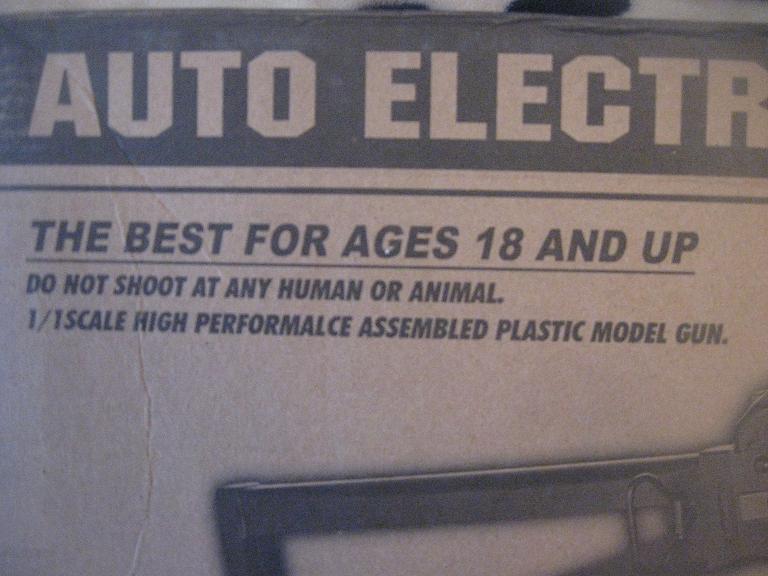 AUTO ELECTR
THE BEST FOR AGES 18 AND UP
DO NOT SHOOT AT ANY HUMAN OR ANIMAL.
1/1SCALE HIGH PERFORMALCE ASSEMBLED PLASTIC MODEL GUN.